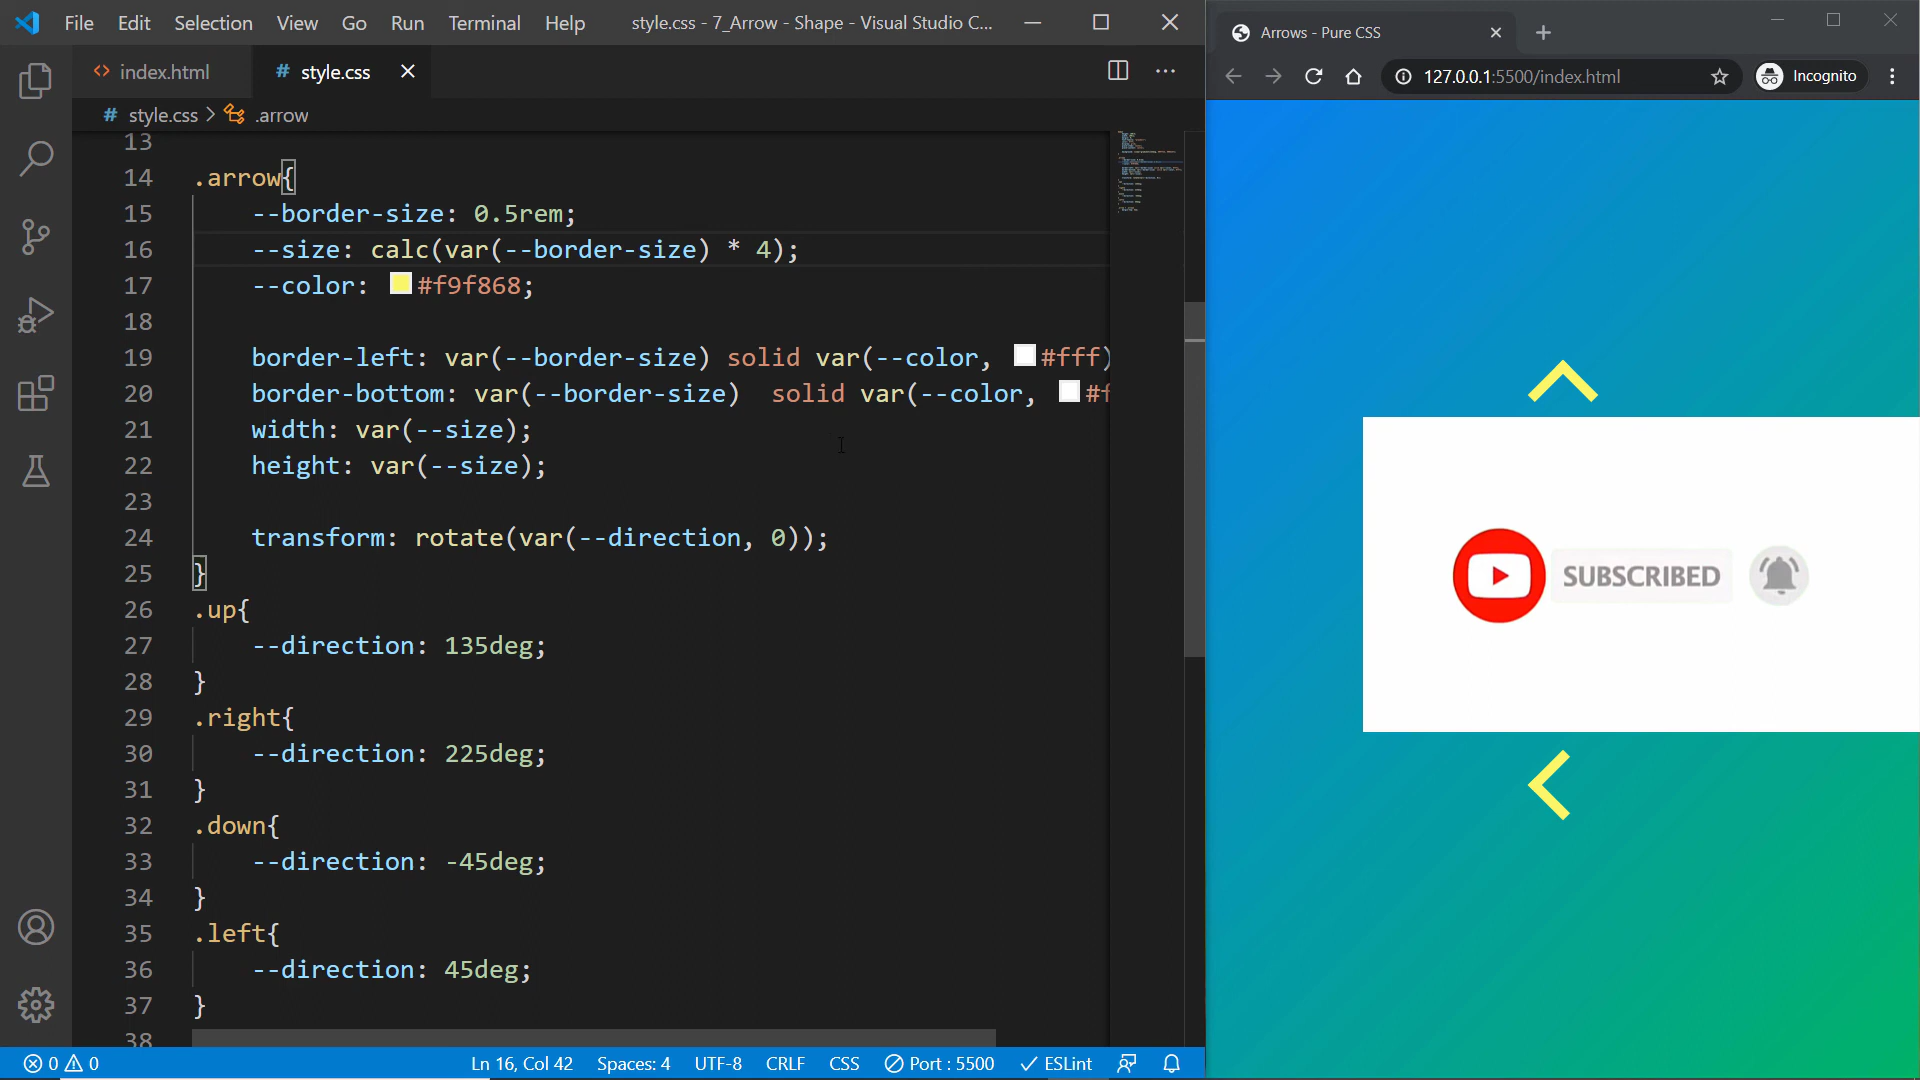 File Edit Selection View Go Run Terminal Help style.css - 7_Arrow - Shape - Visual Studio C...
index.html # style.css
# style.css > .arrow
13
14 .arrow{
15 --border-size: 0.5rem;
16 --size: calc(var(--border-size) * 4);
17 --color: #f9f868;
18
19 border-left: var(--border-size) solid var(--color, #fff)
20 border-bottom: var(--border-size)  solid var(--color, #f
21 width: var(--size);
22 height: var(--size);
23
24 transform: rotate(var(--direction, 0));
25 }
26 .up{
27 --direction: 135deg;
28 }
29 .right{
30 --direction: 225deg;
31 }
32 .down{
33 --direction: -45deg;
34 }
35 .left{
36 --direction: 45deg;
37 }
38
0 0 Ln 16, Col 42 Spaces: 4 UTF-8 CRLF CSS Port : 5500 ESLint
Arrows - Pure CSS
127.0.0.1:5500/index.html Incognito
SUBSCRIBED